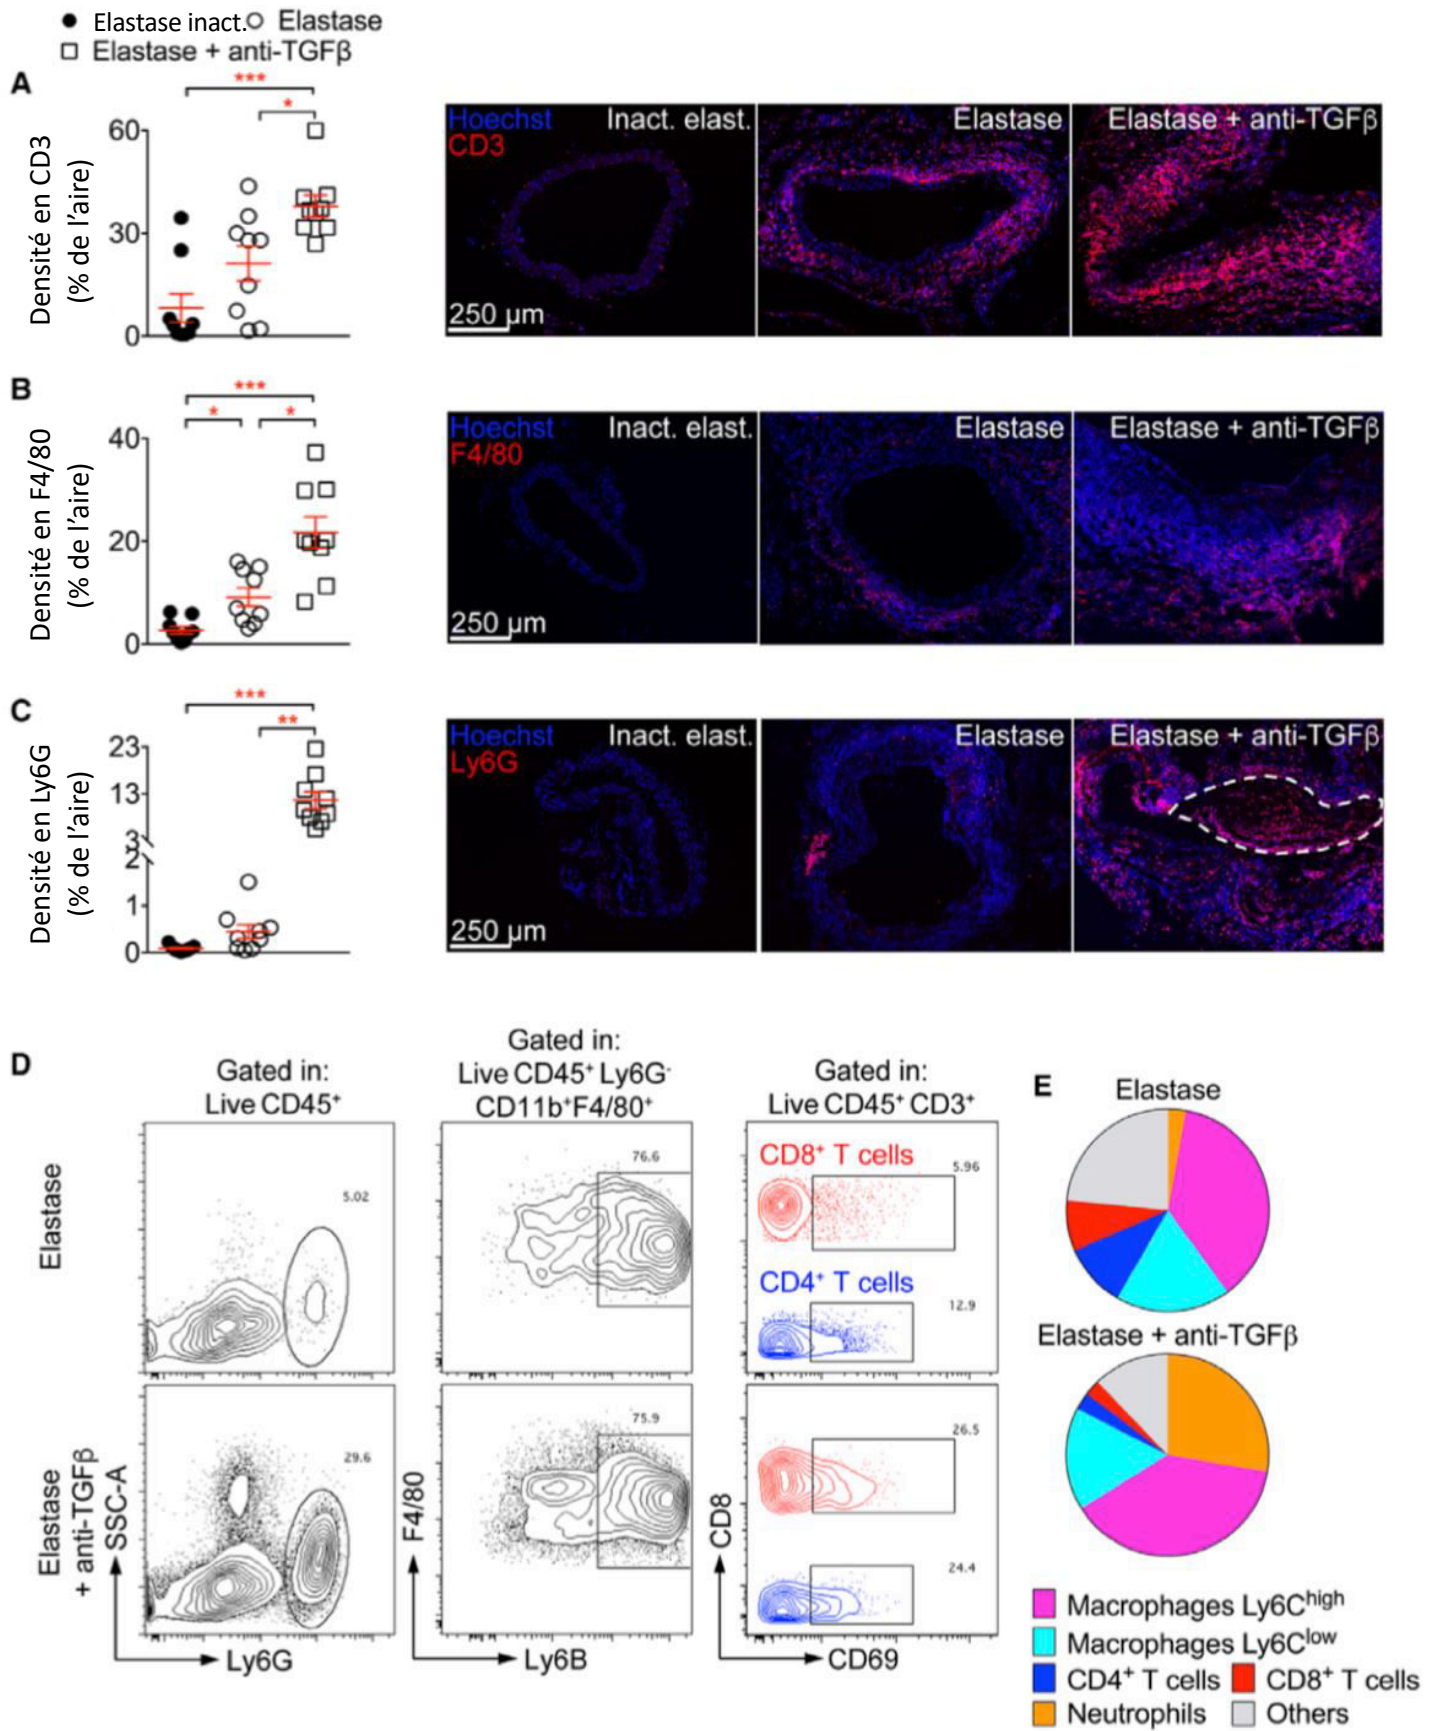 Elastase inact. Elastase
Elastase + anti-TGFβ
A
***
*
Densité en CD3
(% de l’aire)
60
30
0
Hoechst
CD3
Inact. elast.
Elastase
Elastase + anti-TGFβ
250 µm
B
***
*
*
Densité en F4/80
(% de l’aire)
40
20
0
Hoechst
F4/80
Inact. elast.
Elastase
Elastase + anti-TGFβ
250 µm
C
***
**
Densité en Ly6G
(% de l’aire)
23
13
3
2
1
0
Hoechst
Ly6G
Inact. elast.
Elastase
Elastase + anti-TGFβ
250 µm
D
Gated in:
Live CD45⁺
Gated in:
Live CD45⁺ Ly6G⁻
CD11b⁺F4/80⁺
Gated in:
Live CD45⁺ CD3⁺
Elastase
5.02
76.6
CD8⁺ T cells
5.96
CD4⁺ T cells
12.9
Elastase
+ anti-TGFβ
SSC-A
29.6
Ly6G
F4/80
75.9
Ly6B
CD8
26.5
24.4
CD69
E
Elastase
Elastase + anti-TGFβ
Macrophages Ly6Cʰⁱᵍʰ
Macrophages Ly6Cˡᵒʷ
CD4⁺ T cells CD8⁺ T cells
Neutrophils Others